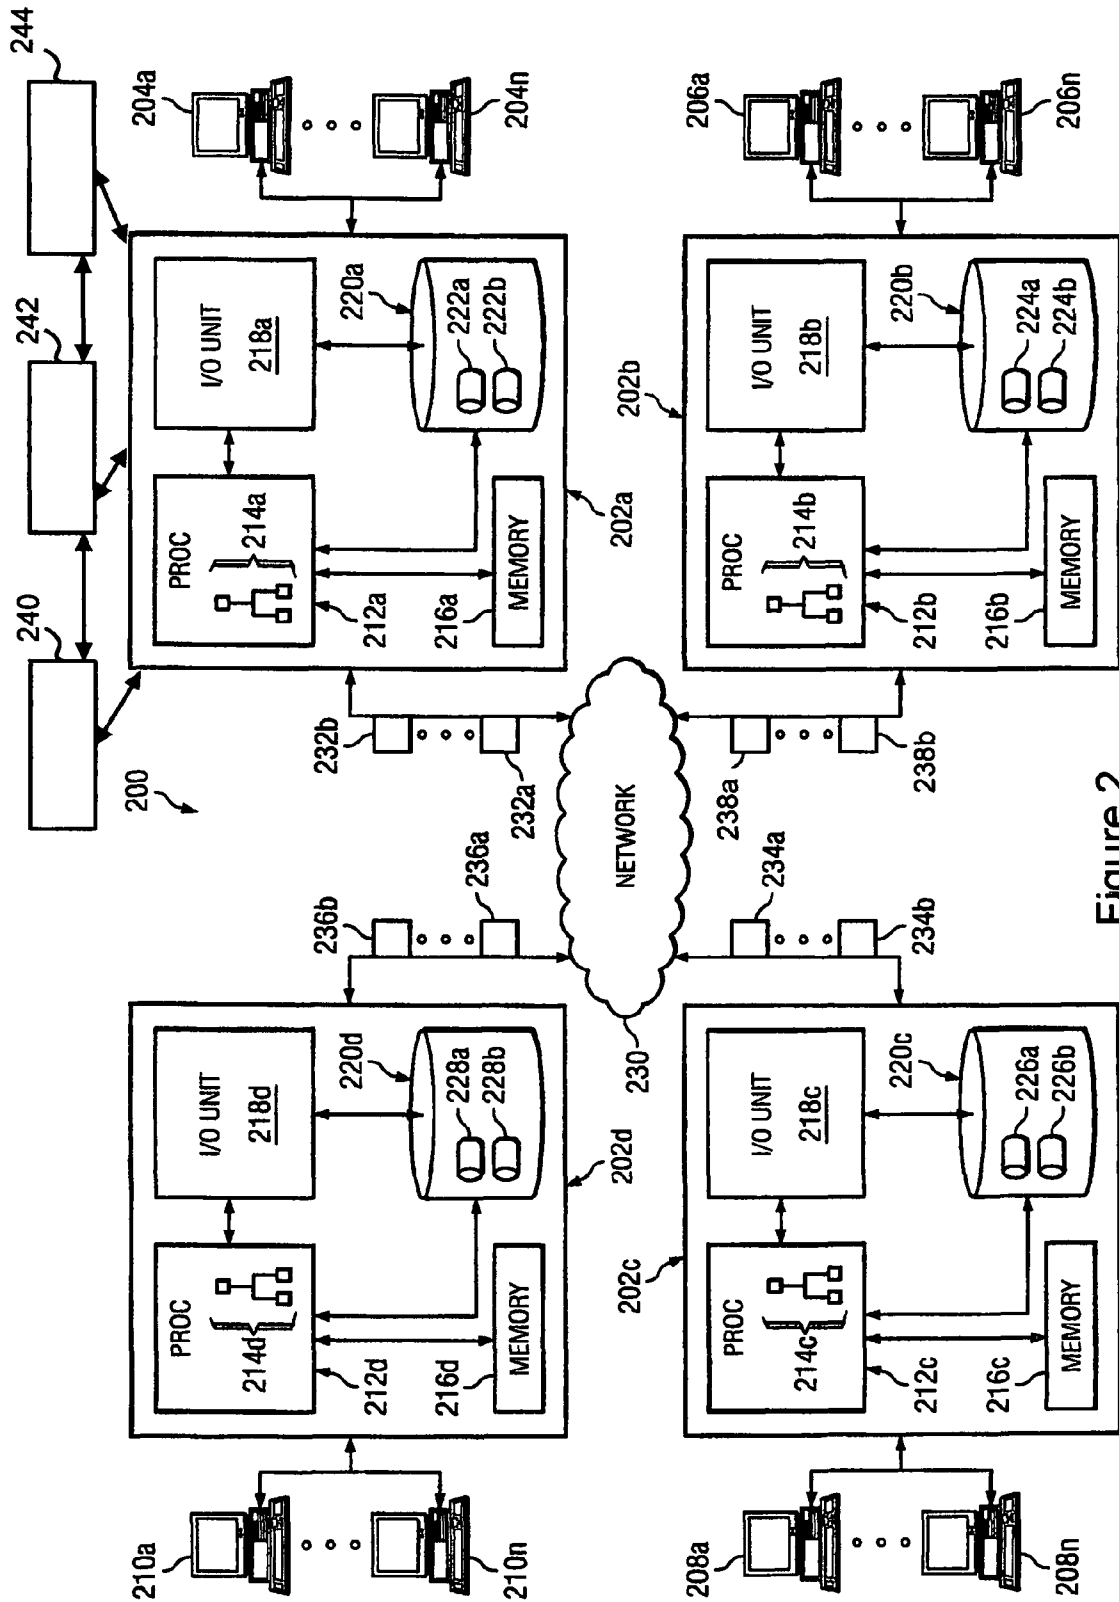 240 242 244
200
210a 204a
PROC I/O UNIT PROC I/O UNIT
214d 218d 214a 218a
236b 232b
212d 220d 212a 220a
216d 228a 216a 222a
228b 222b
210n 236a 232a 204n
MEMORY MEMORY
202d 202a
NETWORK
230
202c 202b
208a 234a 238a 206a
PROC I/O UNIT PROC I/O UNIT
214c 218c 214b 218b
212c 220c 212b 220b
234b 238b
216c 226a 216b 224a
226b 224b
208n 206n
MEMORY MEMORY
Figure 2